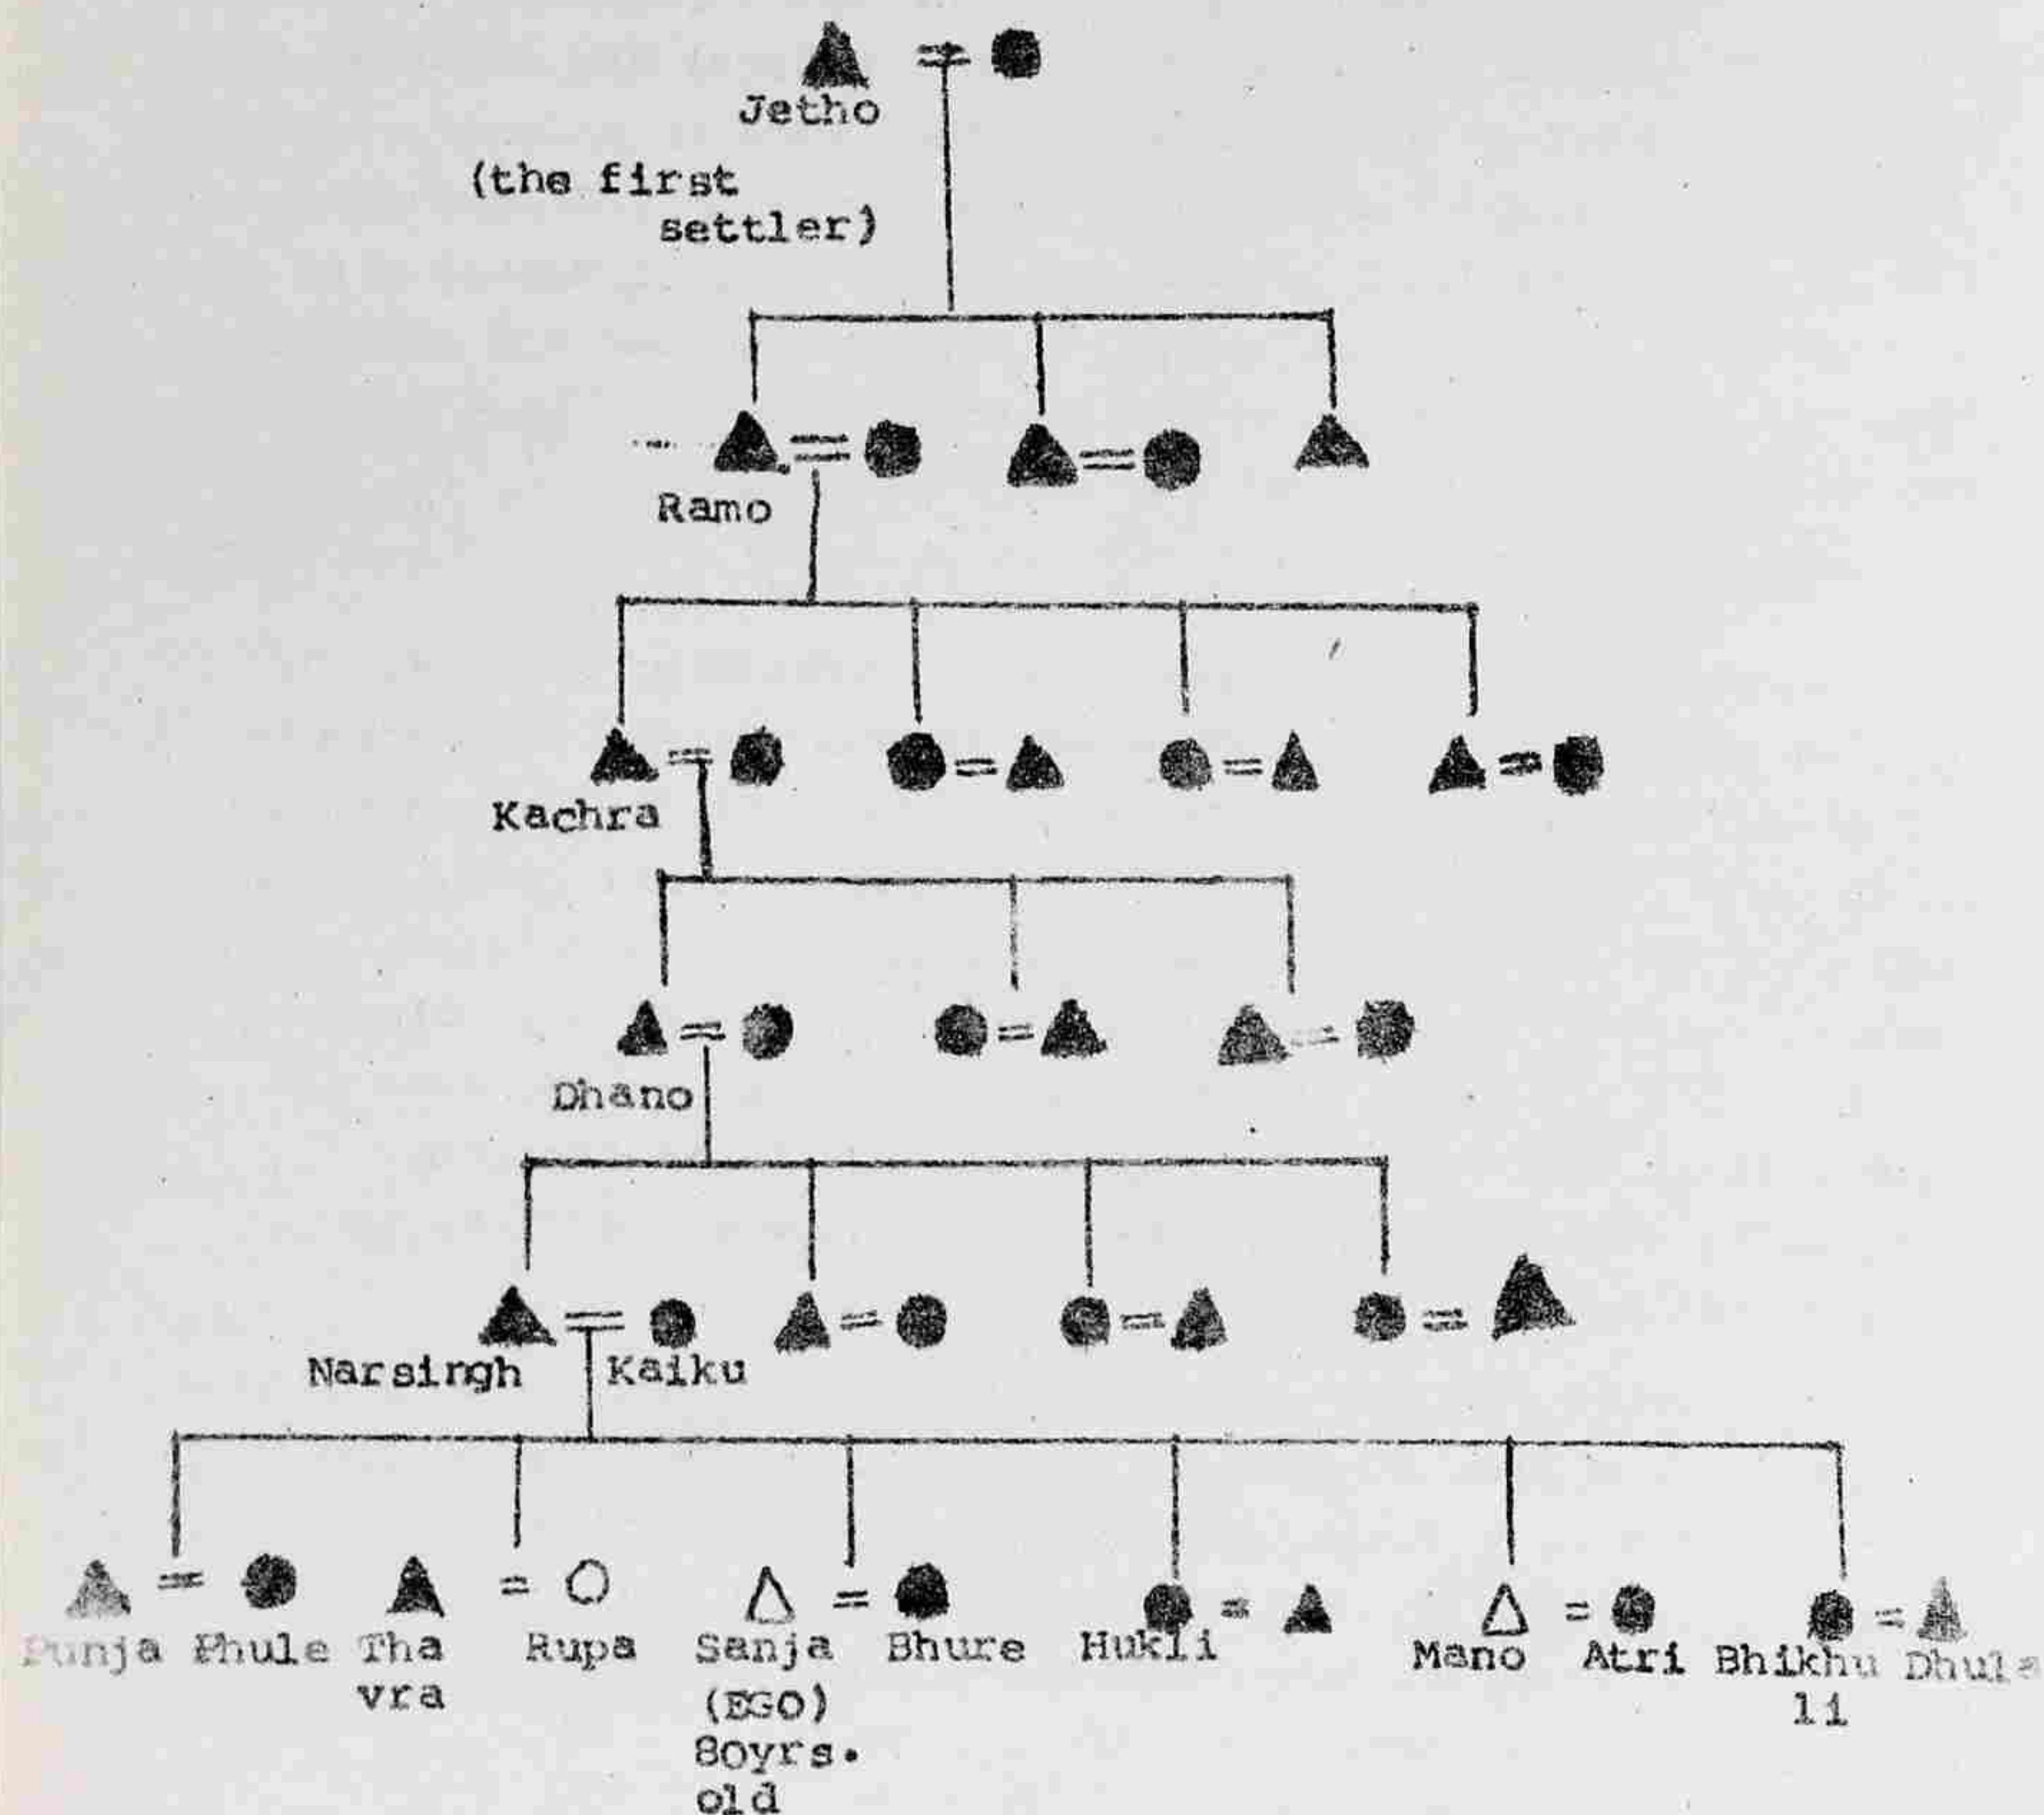 Jetho
(the first
settler)
Ramo
Kachra
Dhano
Narsingh Kaiku
Punja Phule Tha Rupa Sanja Bhure Hukli Mano Atri Bhikhu Dhula
vra (EGO) li
80yrs.
old